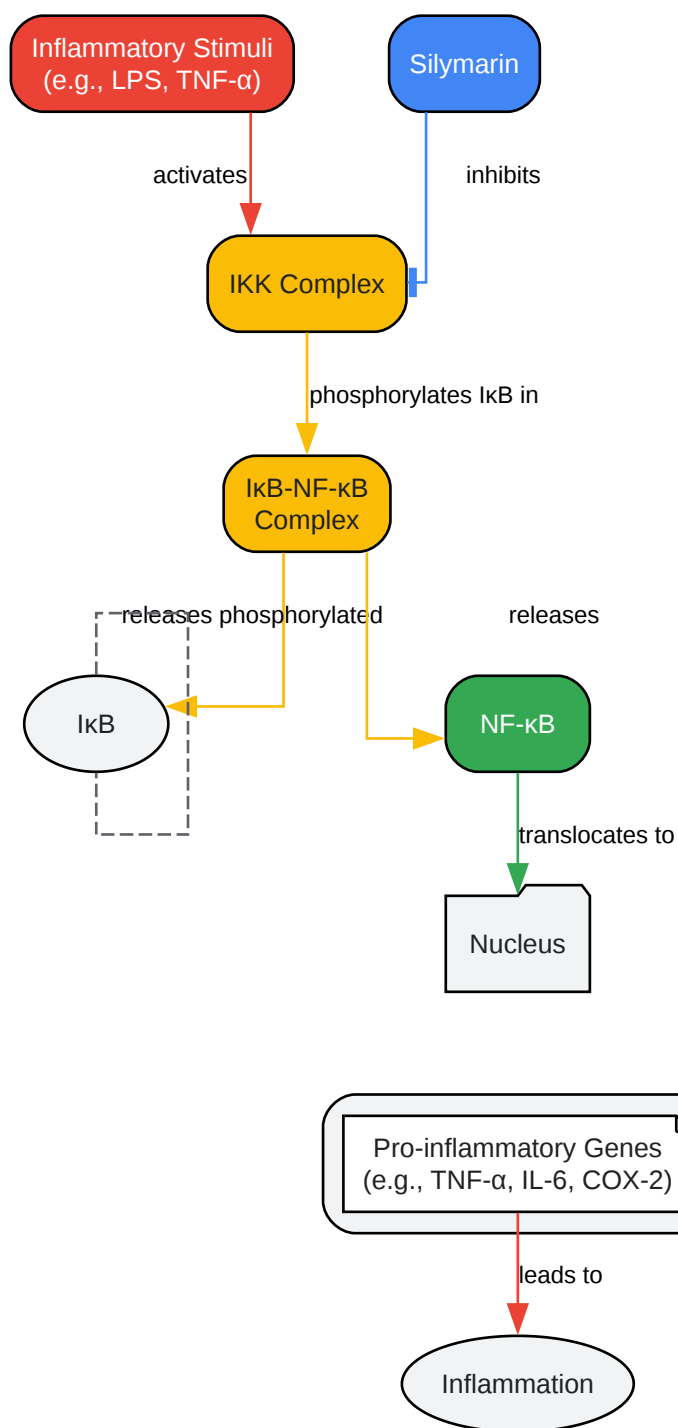 Inflammatory Stimuli
(e.g., LPS, TNF-α)
Silymarin
activates
inhibits
IKK Complex
phosphorylates IκB in
IκB-NF-κB
Complex
releases phosphorylated
releases
IκB
NF-κB
translocates to
Nucleus
Pro-inflammatory Genes
(e.g., TNF-α, IL-6, COX-2)
leads to
Inflammation